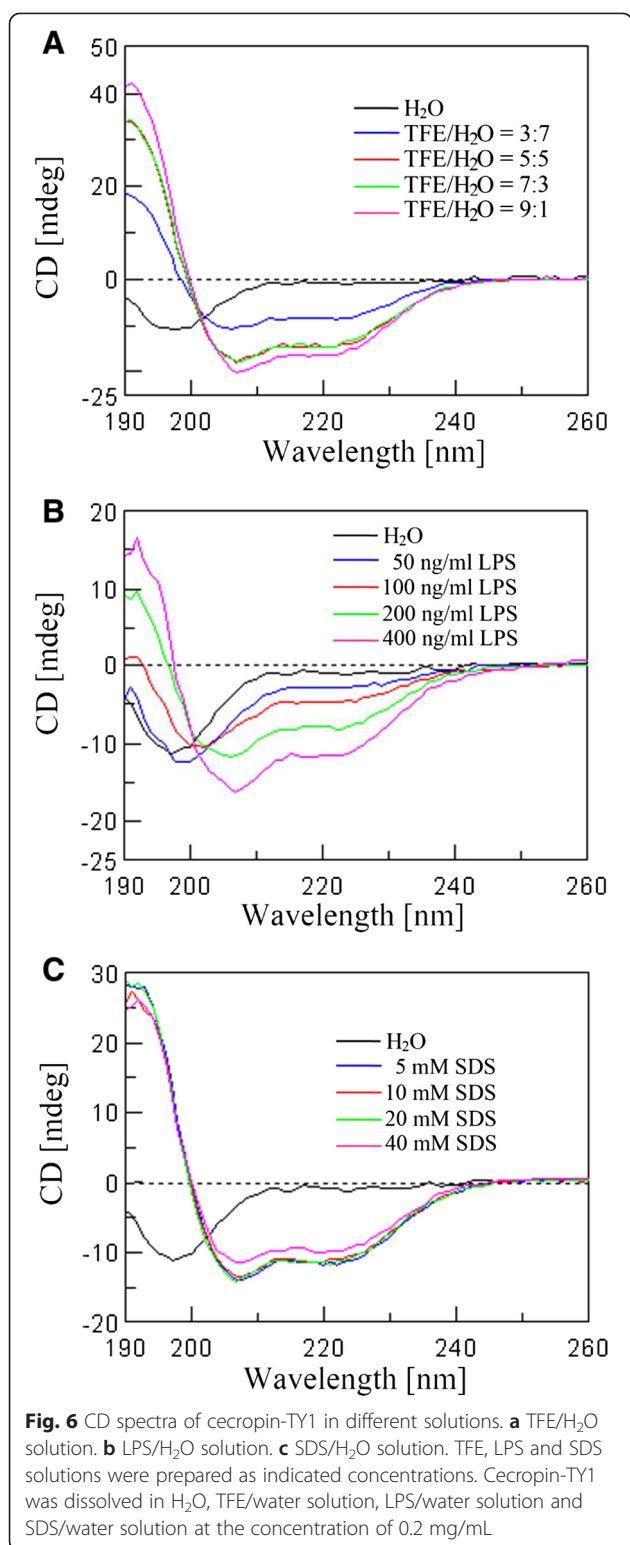 A
50
40
20
0
-25
CD [mdeg]
H₂O
TFE/H₂O = 3:7
TFE/H₂O = 5:5
TFE/H₂O = 7:3
TFE/H₂O = 9:1
190 200 220 240 260
Wavelength [nm]
B
20
10
0
-10
-20
-25
CD [mdeg]
H₂O
50 ng/ml LPS
100 ng/ml LPS
200 ng/ml LPS
400 ng/ml LPS
190 200 220 240 260
Wavelength [nm]
C
30
20
10
0
-10
-20
CD [mdeg]
H₂O
5 mM SDS
10 mM SDS
20 mM SDS
40 mM SDS
190 200 220 240 260
Wavelength [nm]
Fig. 6 CD spectra of cecropin-TY1 in different solutions. a TFE/H₂O
solution. b LPS/H₂O solution. c SDS/H₂O solution. TFE, LPS and SDS
solutions were prepared as indicated concentrations. Cecropin-TY1
was dissolved in H₂O, TFE/water solution, LPS/water solution and
SDS/water solution at the concentration of 0.2 mg/mL